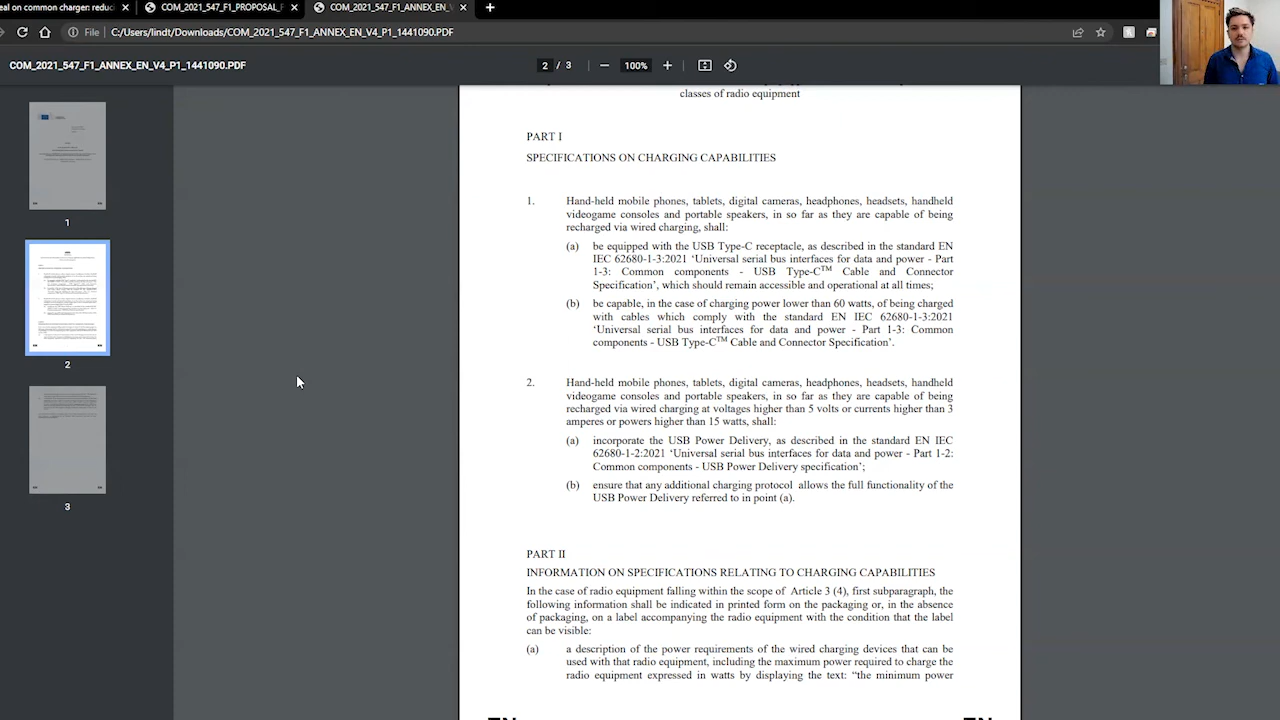 eal on common charger: reduc
COM_2021_547_F1_PROPOSAL_F
COM_2021_547_F1_ANNEX_EN_V
File
C:/Users/lindt/Downloads/COM_2021_547_F1_ANNEX_EN_V4_P1_1441090.PDF
COM_2021_547_F1_ANNEX_EN_V4_P1_1441090.PDF
2 / 3
100%
1
2
3
classes of radio equipment
PART I
SPECIFICATIONS ON CHARGING CAPABILITIES
1. Hand-held mobile phones, tablets, digital cameras, headphones, headsets, handheld
videogame consoles and portable speakers, in so far as they are capable of being
recharged via wired charging, shall:
(a) be equipped with the USB Type-C receptacle, as described in the standard EN
IEC 62680-1-3:2021 ‘Universal serial bus interfaces for data and power - Part
1-3: Common components - USB Type-C™ Cable and Connector
Specification’, which should remain accessible and operational at all times;
(b) be capable, in the case of charging power lower than 60 watts, of being charged
with cables which comply with the standard EN IEC 62680-1-3:2021
‘Universal serial bus interfaces for data and power - Part 1-3: Common
components - USB Type-C™ Cable and Connector Specification’.
2. Hand-held mobile phones, tablets, digital cameras, headphones, headsets, handheld
videogame consoles and portable speakers, in so far as they are capable of being
recharged via wired charging at voltages higher than 5 volts or currents higher than 3
amperes or powers higher than 15 watts, shall:
(a) incorporate the USB Power Delivery, as described in the standard EN IEC
62680-1-2:2021 ‘Universal serial bus interfaces for data and power - Part 1-2:
Common components - USB Power Delivery specification’;
(b) ensure that any additional charging protocol allows the full functionality of the
USB Power Delivery referred to in point (a).
PART II
INFORMATION ON SPECIFICATIONS RELATING TO CHARGING CAPABILITIES
In the case of radio equipment falling within the scope of Article 3 (4), first subparagraph, the
following information shall be indicated in printed form on the packaging or, in the absence
of packaging, on a label accompanying the radio equipment with the condition that the label
can be visible:
(a) a description of the power requirements of the wired charging devices that can be
used with that radio equipment, including the maximum power required to charge the
radio equipment expressed in watts by displaying the text: “the minimum power
EN EN